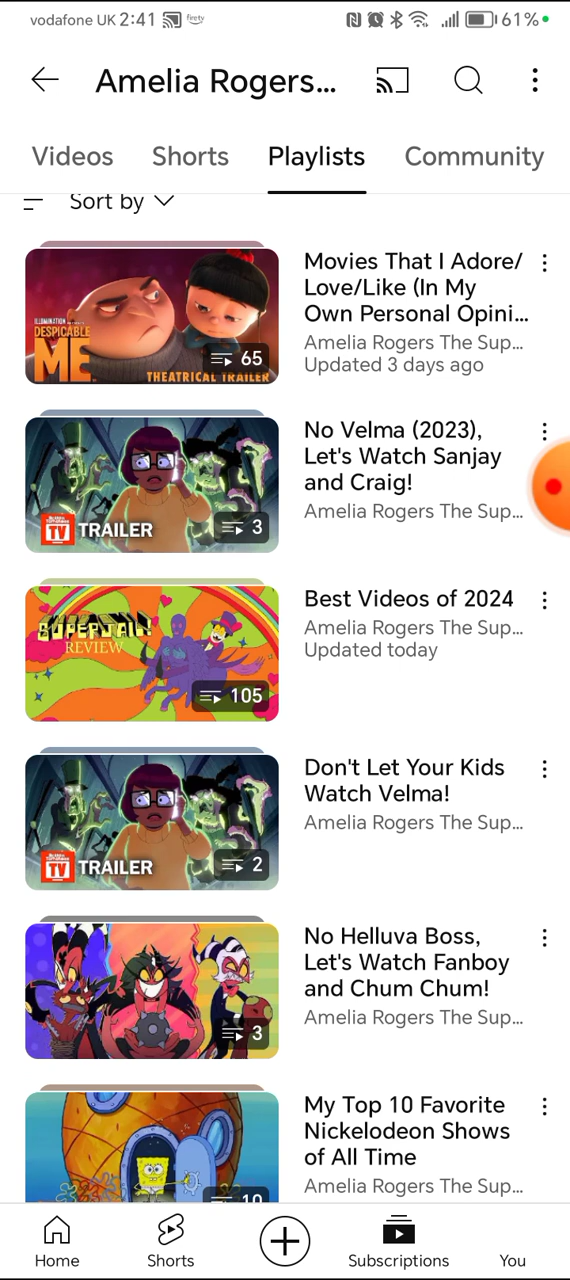 vodafone UK 2:41 firety 61%
Amelia Rogers...
Videos Shorts Playlists Community
Sort by
ILLUMINATION
DESPICABLE
ME
THEATRICAL TRAILER
65
Movies That I Adore/
Love/Like (In My
Own Personal Opini...
Amelia Rogers The Sup...
Updated 3 days ago
TV TRAILER
3
No Velma (2023),
Let's Watch Sanjay
and Craig!
Amelia Rogers The Sup...
SUPERJAIL!
REVIEW
105
Best Videos of 2024
Amelia Rogers The Sup...
Updated today
TV TRAILER
2
Don't Let Your Kids
Watch Velma!
Amelia Rogers The Sup...
3
No Helluva Boss,
Let's Watch Fanboy
and Chum Chum!
Amelia Rogers The Sup...
10
My Top 10 Favorite
Nickelodeon Shows
of All Time
Amelia Rogers The Sup...
Home Shorts Subscriptions You